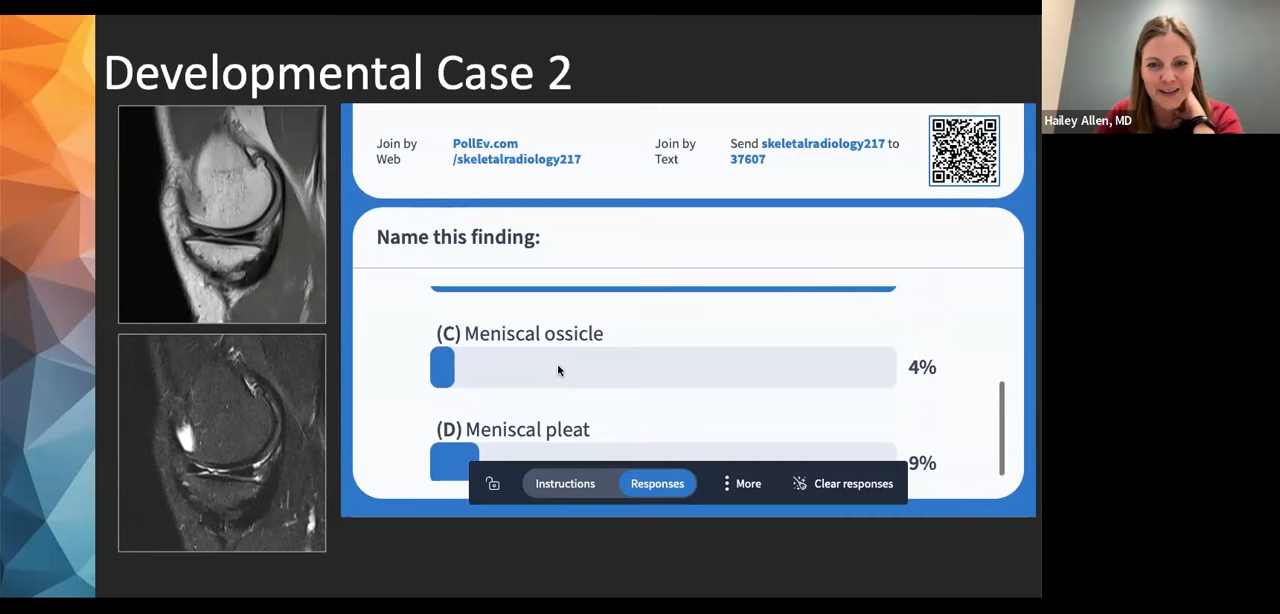 Developmental Case 2
Hailey Allen, MD
Join by Web
PollEv.com /skeletalradiology217
Join by Text
Send skeletalradiology217 to 37607
Name this finding:
(C) Meniscal ossicle
4%
(D) Meniscal pleat
9%
Instructions
Responses
More
Clear responses